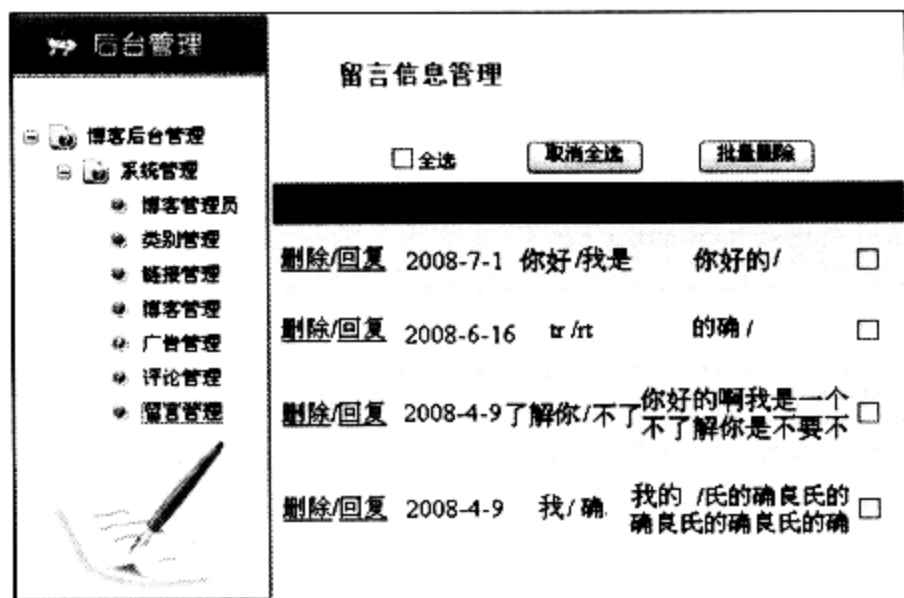 后台管理
留言信息管理
博客后台管理
系统管理
博客管理员
类别管理
链接管理
博客管理
广告管理
评论管理
留言管理
全选 取消全选 批量删除
删除/回复 2008-7-1 你好/我是 你好的/
删除/回复 2008-6-16 tr /rt 的确 /
删除/回复 2008-4-9 了解你/不了 你好的啊我是一个
不了解你是不要不
删除/回复 2008-4-9 我/ 确 我的 /氏的确良氏的
确良氏的确良氏的确